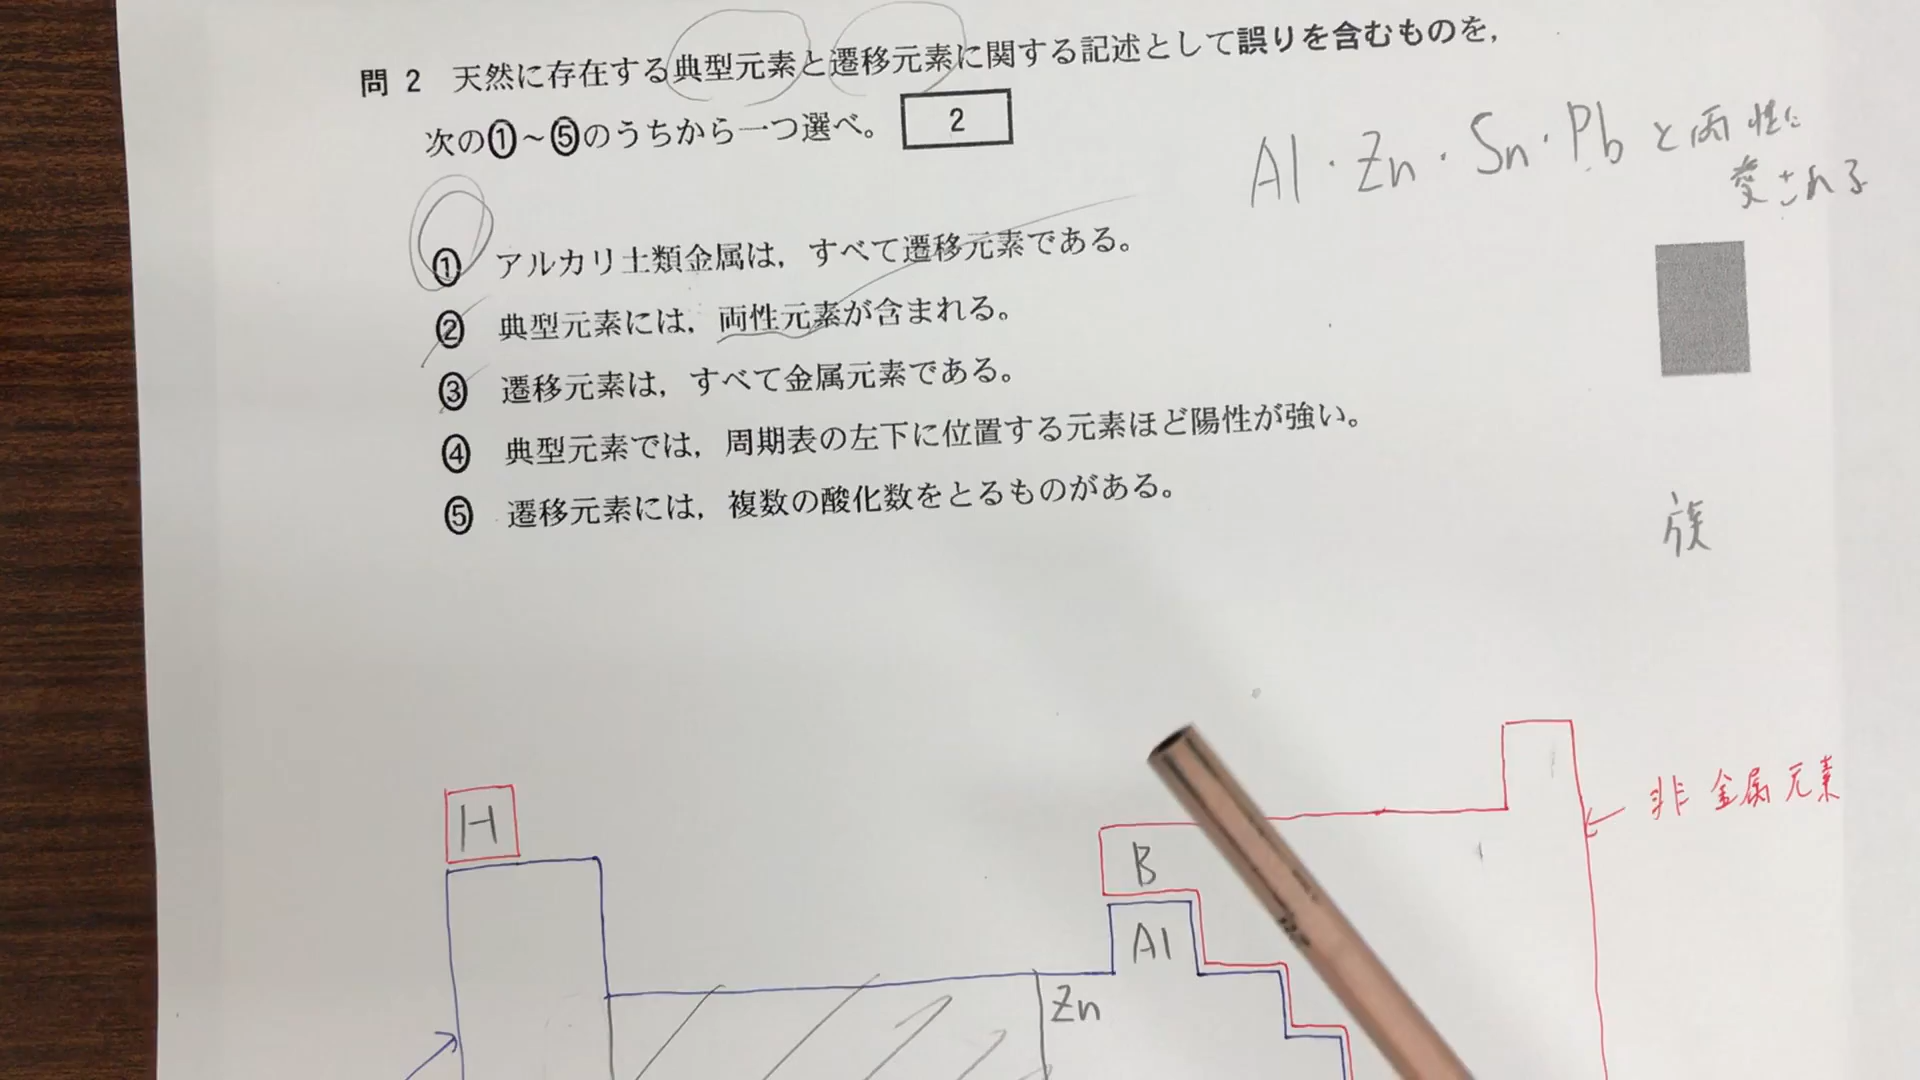 問 2 天然に存在する典型元素と遷移元素に関する記述として誤りを含むものを,
次の①～⑤のうちから一つ選べ。 2
Al・Zn・Sn・Pbと両性に
愛される
① アルカリ土類金属は，すべて遷移元素である。
② 典型元素には，両性元素が含まれる。
③ 遷移元素は，すべて金属元素である。
④ 典型元素では，周期表の左下に位置する元素ほど陽性が強い。
⑤ 遷移元素には，複数の酸化数をとるものがある。
族
非金属元素
H
B
Al
Zn